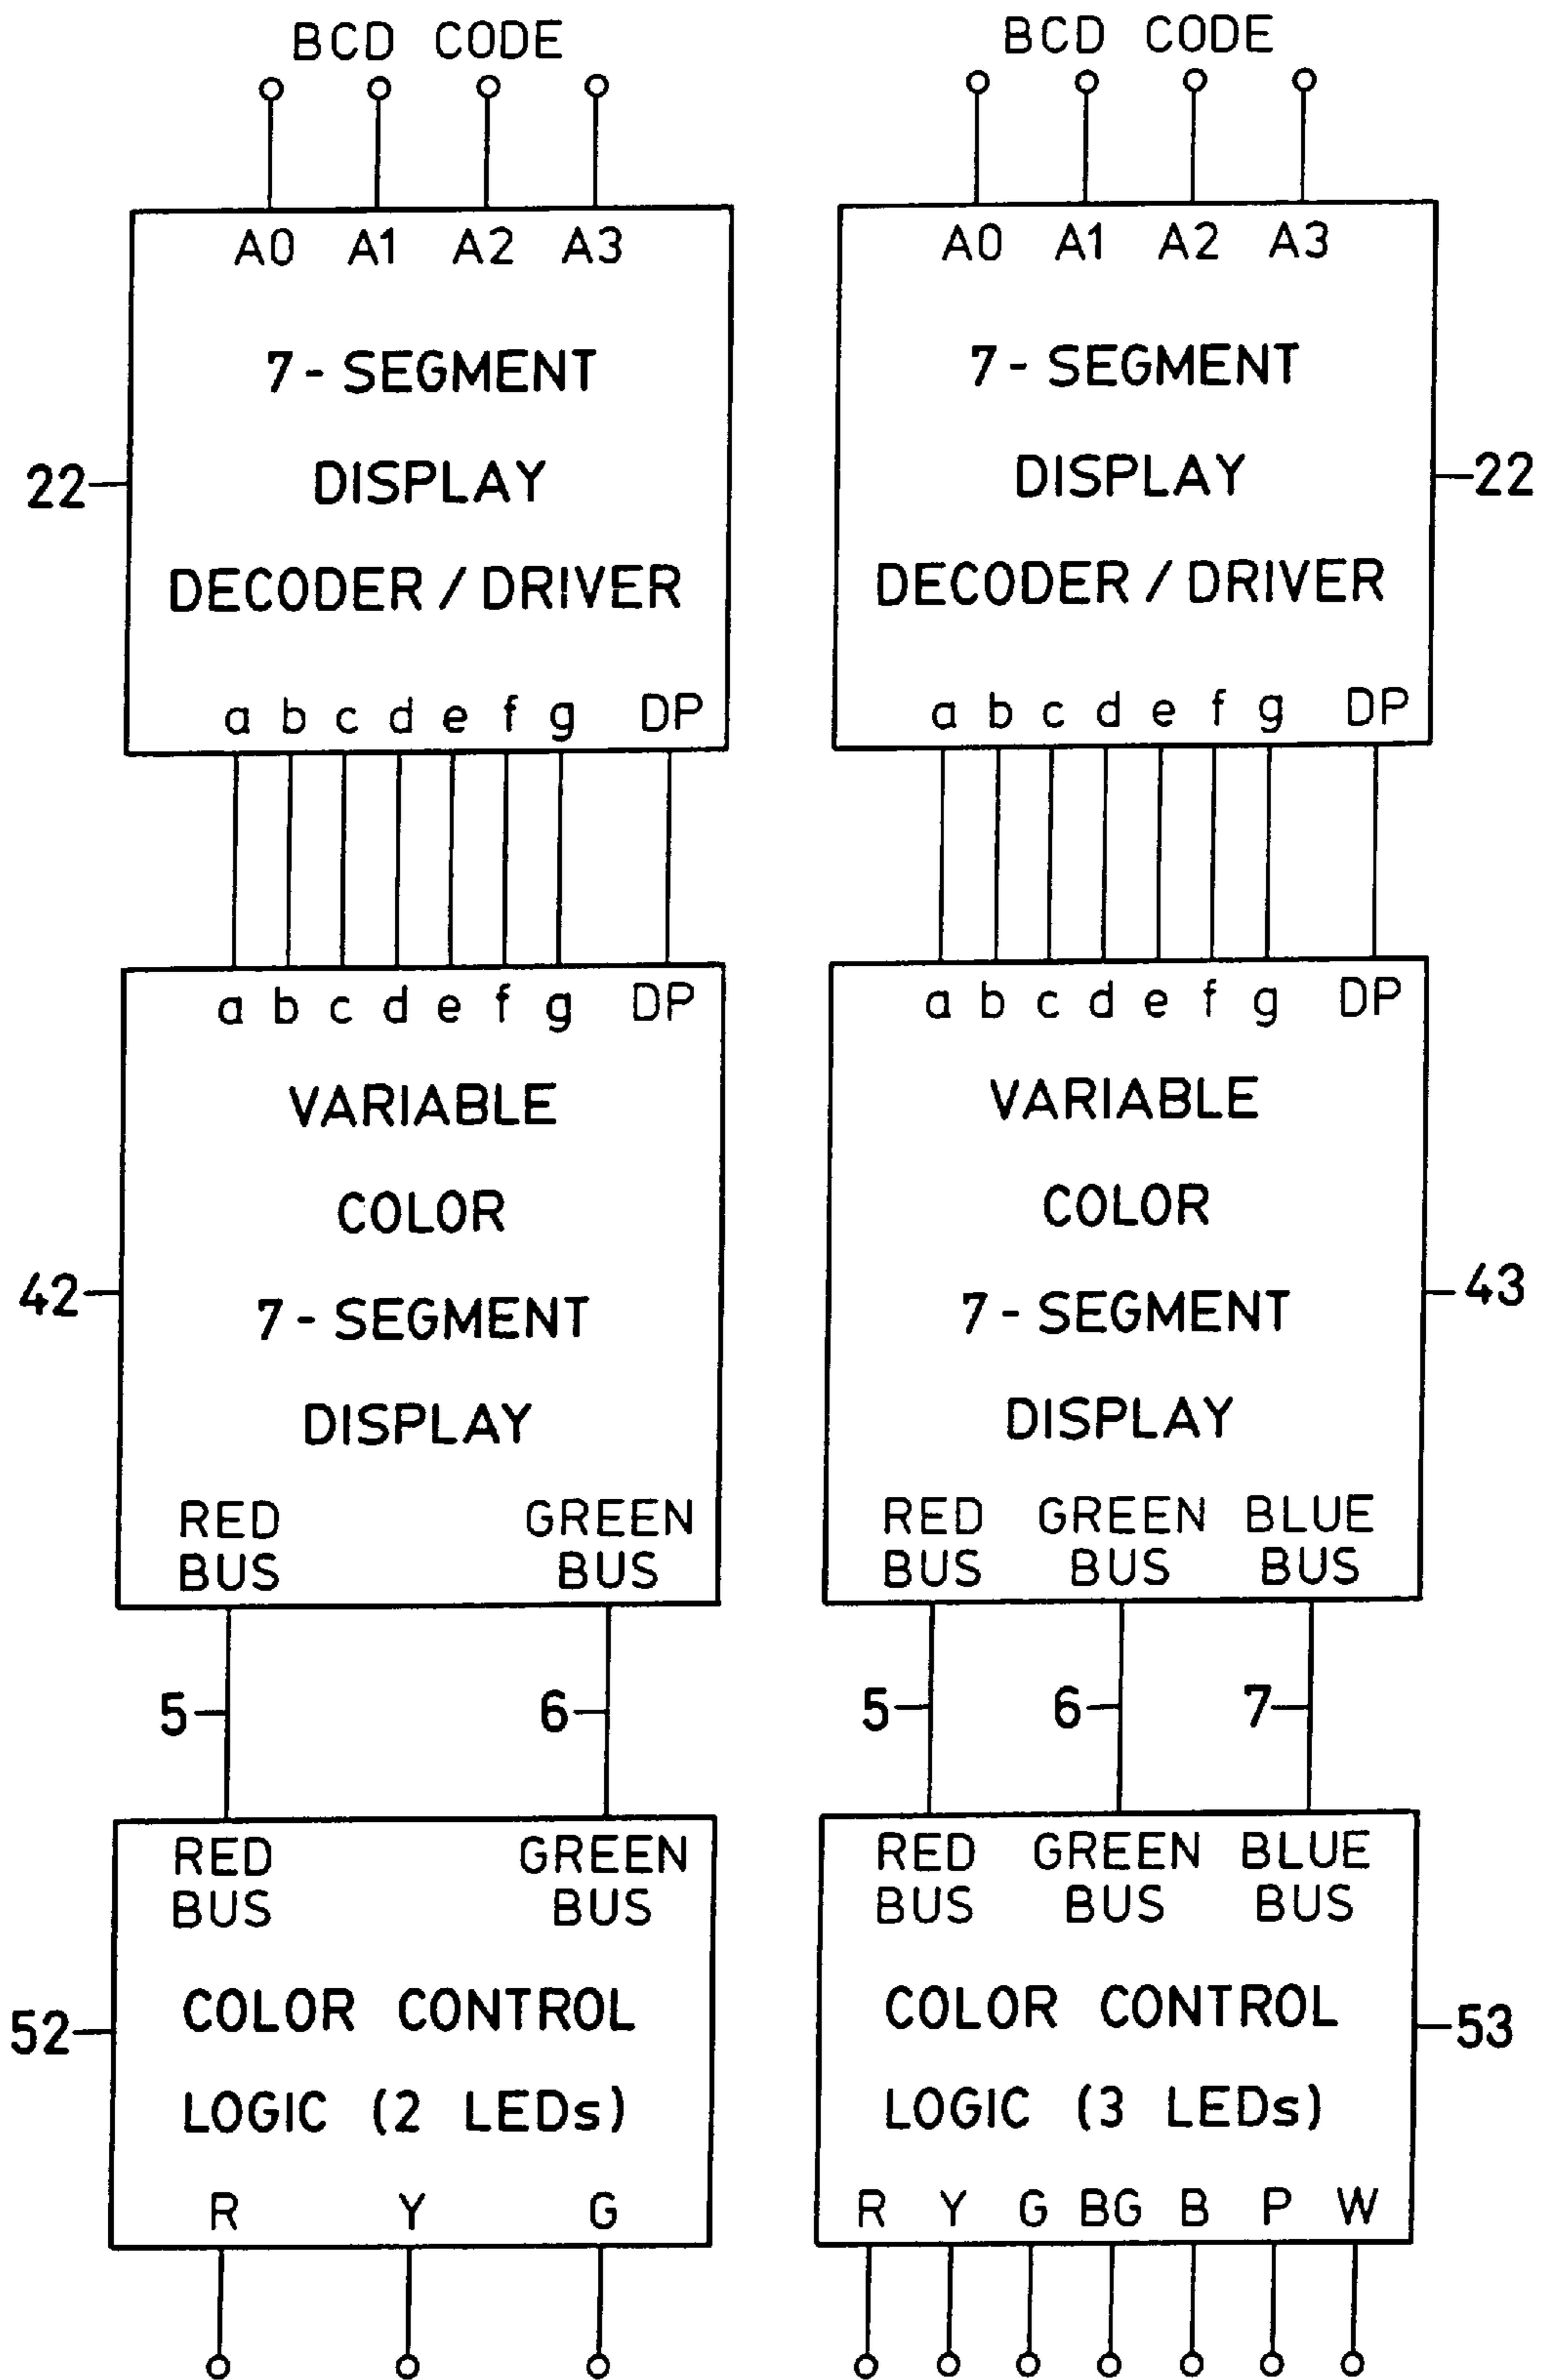 BCD CODE
A0 A1 A2 A3
7- SEGMENT
DISPLAY
22
DECODER / DRIVER
a b c d e f g DP
a b c d e f g DP
VARIABLE
COLOR
42
7- SEGMENT
DISPLAY
RED GREEN
BUS BUS
5 6
RED GREEN
BUS BUS
COLOR CONTROL
52
LOGIC (2 LEDs)
R Y G
BCD CODE
A0 A1 A2 A3
7- SEGMENT
DISPLAY
22
DECODER / DRIVER
a b c d e f g DP
a b c d e f g DP
VARIABLE
COLOR
43
7- SEGMENT
DISPLAY
RED GREEN BLUE
BUS BUS BUS
5 6 7
RED GREEN BLUE
BUS BUS BUS
COLOR CONTROL
53
LOGIC (3 LEDs)
R Y G BG B P W